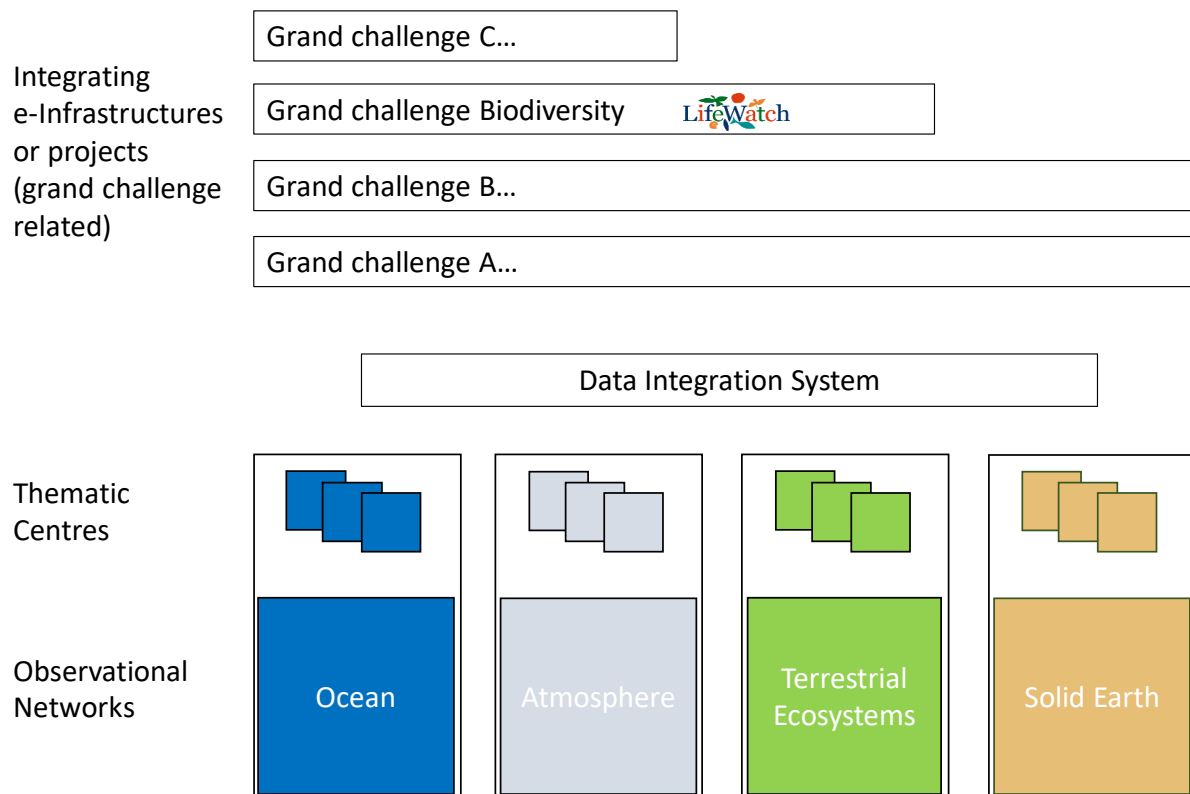 Integrating
e-Infrastructures
or projects
(grand challenge
related)
Grand challenge C...
Grand challenge Biodiversity
LifeWatch
Grand challenge B...
Grand challenge A...
Data Integration System
Thematic
Centres
Observational
Networks
Ocean
Atmosphere
Terrestrial
Ecosystems
Solid Earth